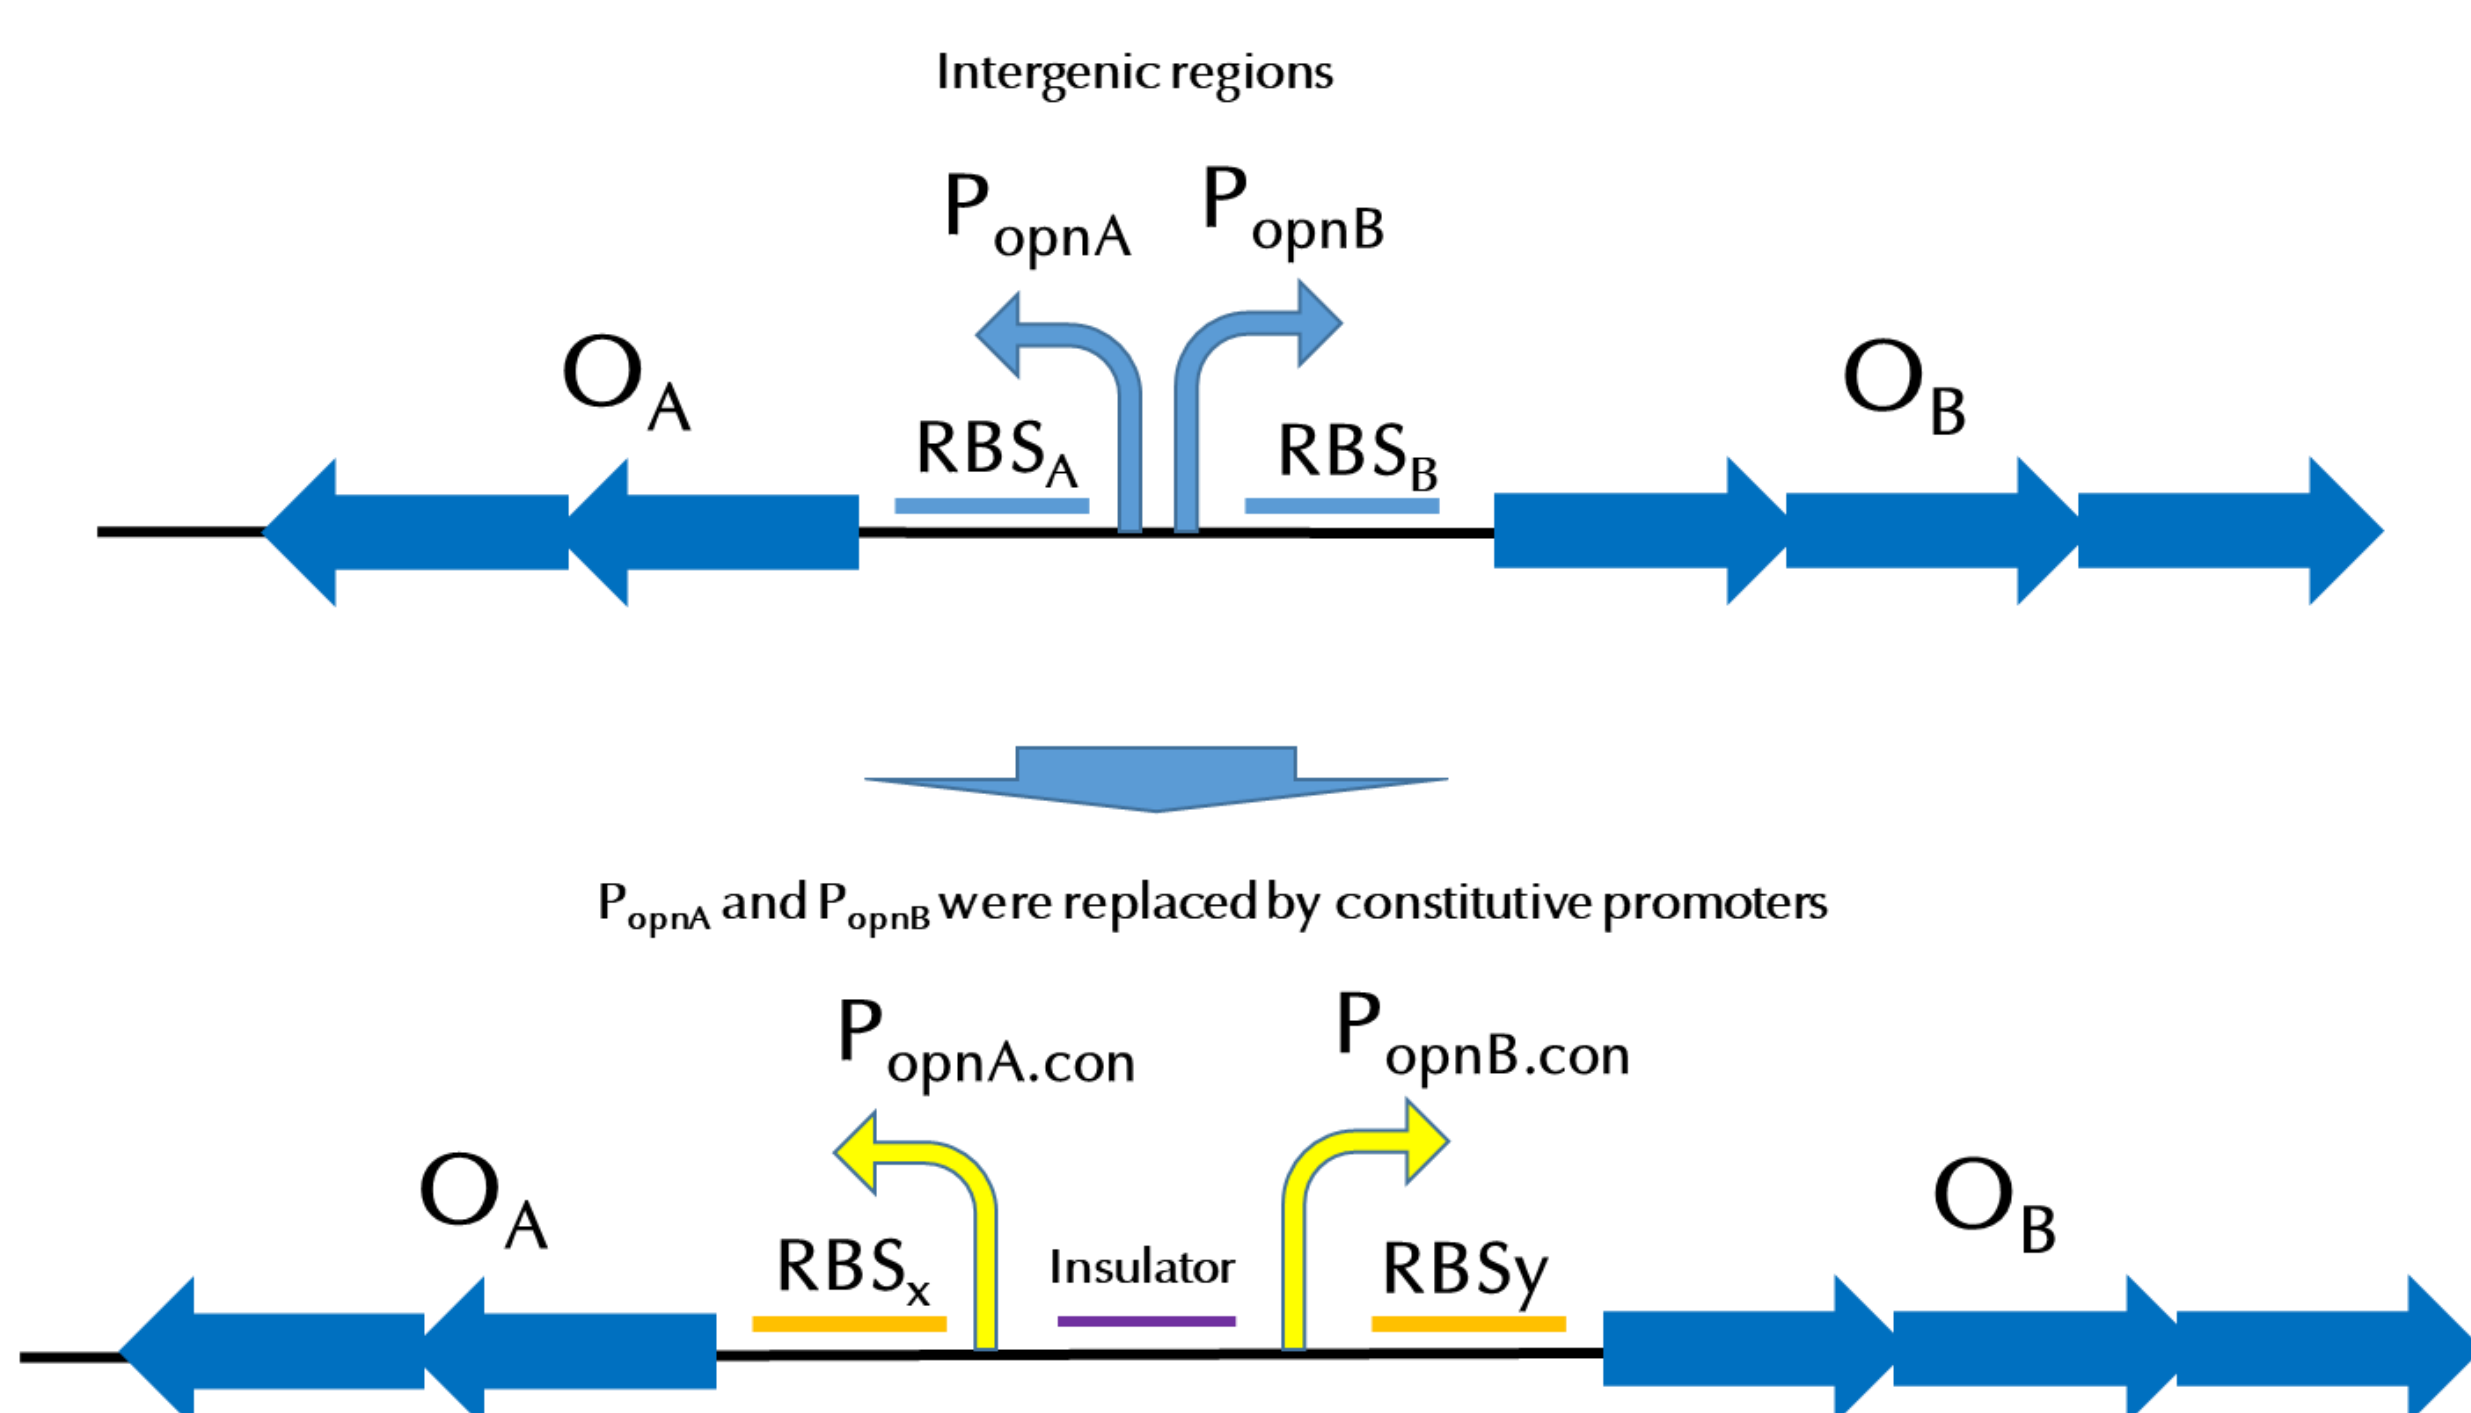 Intergenic regions
PopnA PopnB
OA OB
RBSA RBSB
PopnA and PopnB were replaced by constitutive promoters
PopnA.con PopnB.con
OA OB
RBSx Insulator RBSy